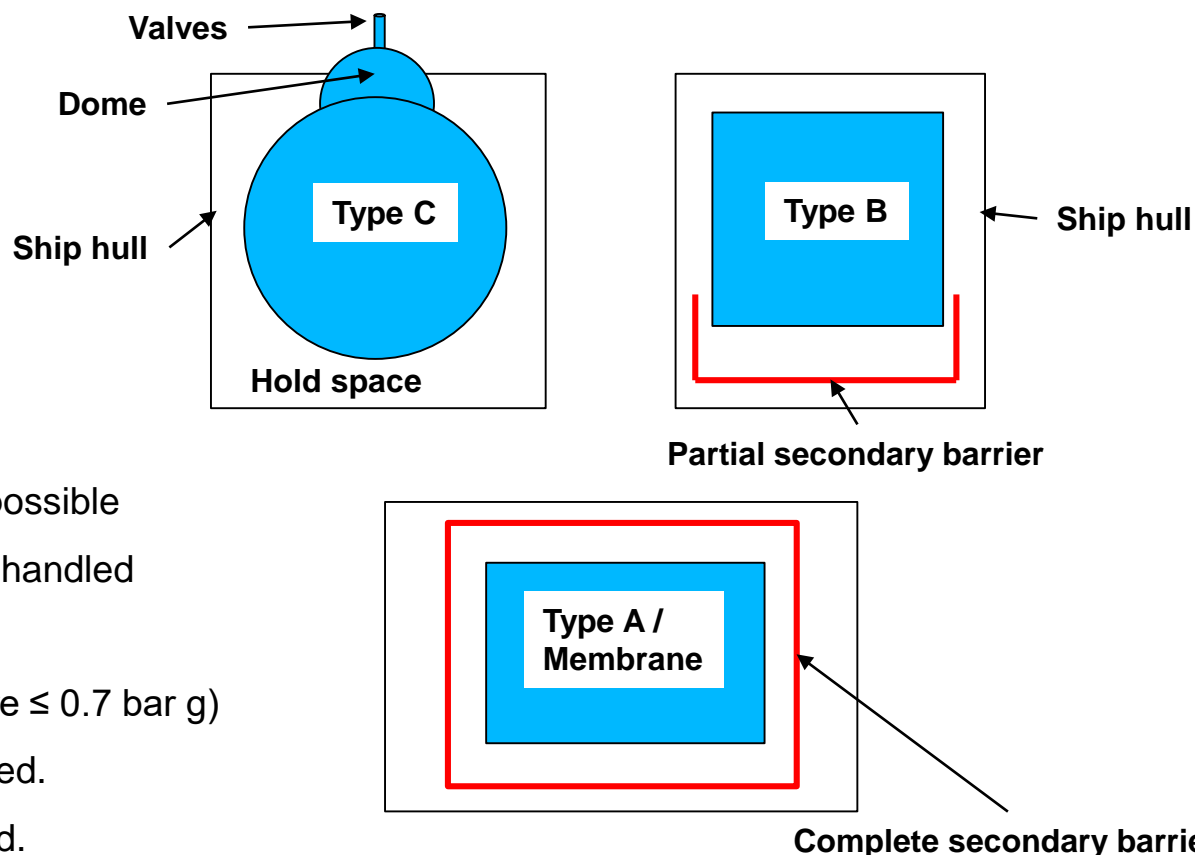 Valves
Dome
Type C
Ship hull
Hold space
Type B
Ship hull
Partial secondary barrier
possible
handled
e ≤ 0.7 bar g)
ed.
d.
Type A /
Membrane
Complete secondary barrie